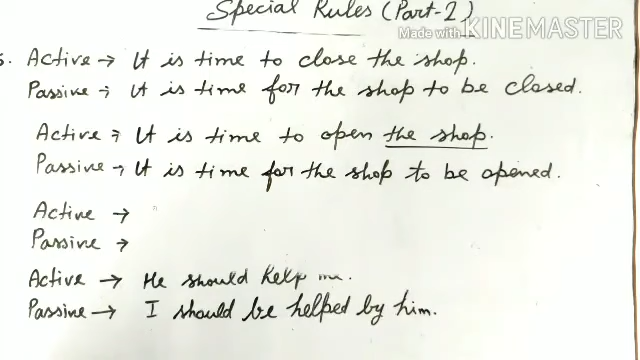 Special Rules (Part-2)
Made with KINEMASTER
5. Active → It is time to close the shop.
Passive → It is time for the shop to be closed.
Active → It is time to open the shop.
Passive → It is time for the shop to be opened.
Active →
Passive →
Active → He should help me.
Passive → I should be helped by him.